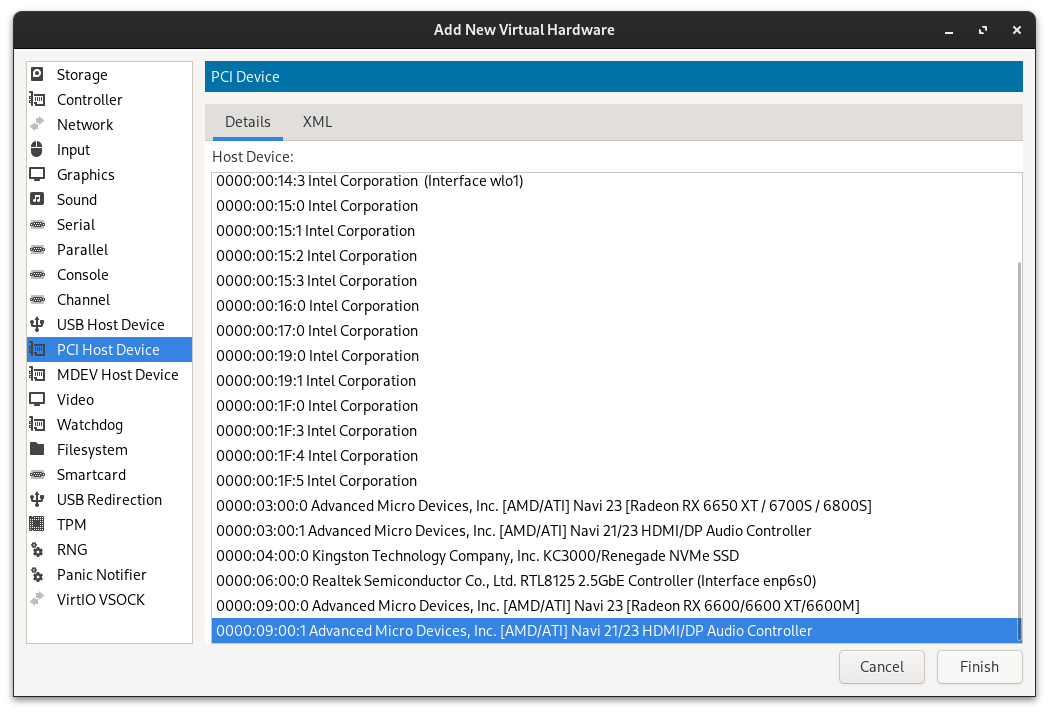 Add New Virtual Hardware
Storage
Controller
Network
Input
Graphics
Sound
Serial
Parallel
Console
Channel
USB Host Device
PCI Host Device
MDEV Host Device
Video
Watchdog
Filesystem
Smartcard
USB Redirection
TPM
RNG
Panic Notifier
VirtIO VSOCK
PCI Device
Details XML
Host Device:
0000:00:14:3 Intel Corporation  (Interface wlo1)
0000:00:15:0 Intel Corporation
0000:00:15:1 Intel Corporation
0000:00:15:2 Intel Corporation
0000:00:15:3 Intel Corporation
0000:00:16:0 Intel Corporation
0000:00:17:0 Intel Corporation
0000:00:19:0 Intel Corporation
0000:00:19:1 Intel Corporation
0000:00:1F:0 Intel Corporation
0000:00:1F:3 Intel Corporation
0000:00:1F:4 Intel Corporation
0000:00:1F:5 Intel Corporation
0000:03:00:0 Advanced Micro Devices, Inc. [AMD/ATI] Navi 23 [Radeon RX 6650 XT / 6700S / 6800S]
0000:03:00:1 Advanced Micro Devices, Inc. [AMD/ATI] Navi 21/23 HDMI/DP Audio Controller
0000:04:00:0 Kingston Technology Company, Inc. KC3000/Renegade NVMe SSD
0000:06:00:0 Realtek Semiconductor Co., Ltd. RTL8125 2.5GbE Controller (Interface enp6s0)
0000:09:00:0 Advanced Micro Devices, Inc. [AMD/ATI] Navi 23 [Radeon RX 6600/6600 XT/6600M]
0000:09:00:1 Advanced Micro Devices, Inc. [AMD/ATI] Navi 21/23 HDMI/DP Audio Controller
Cancel Finish